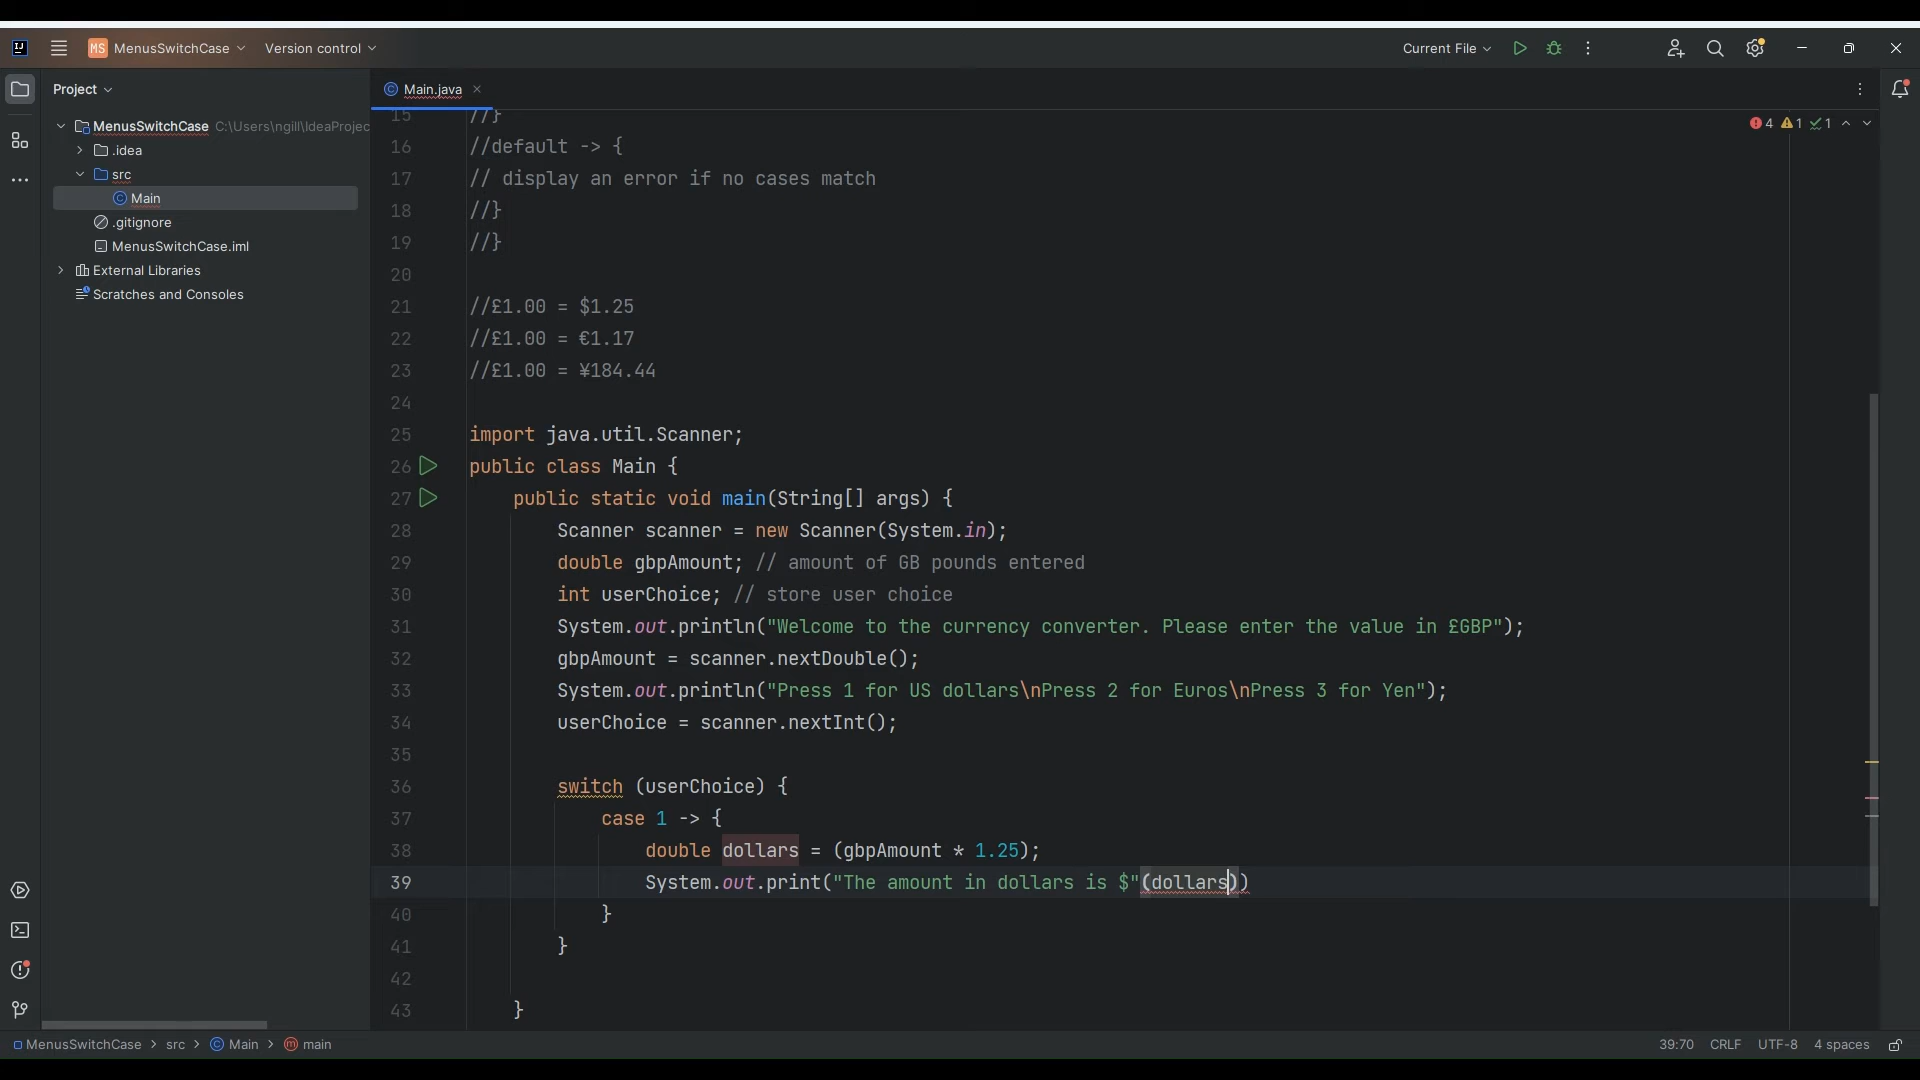 MS MenusSwitchCase Version control Current File
Project
Main.java
MenusSwitchCase C:\Users\ngill\IdeaProjec
.idea
src
Main
.gitignore
MenusSwitchCase.iml
External Libraries
Scratches and Consoles
4 1 1
15 //}
16 //default -> {
17 // display an error if no cases match
18 //}
19 //}
20
21 //£1.00 = $1.25
22 //£1.00 = €1.17
23 //£1.00 = ¥184.44
24
25 import java.util.Scanner;
26 public class Main {
27 public static void main(String[] args) {
28 Scanner scanner = new Scanner(System.in);
29 double gbpAmount; // amount of GB pounds entered
30 int userChoice; // store user choice
31 System.out.println("Welcome to the currency converter. Please enter the value in £GBP");
32 gbpAmount = scanner.nextDouble();
33 System.out.println("Press 1 for US dollars\nPress 2 for Euros\nPress 3 for Yen");
34 userChoice = scanner.nextInt();
35
36 switch (userChoice) {
37 case 1 -> {
38 double dollars = (gbpAmount * 1.25);
39 System.out.print("The amount in dollars is $"(dollars))
40 }
41 }
42
43 }
MenusSwitchCase > src > Main > main 39:70 CRLF UTF-8 4 spaces